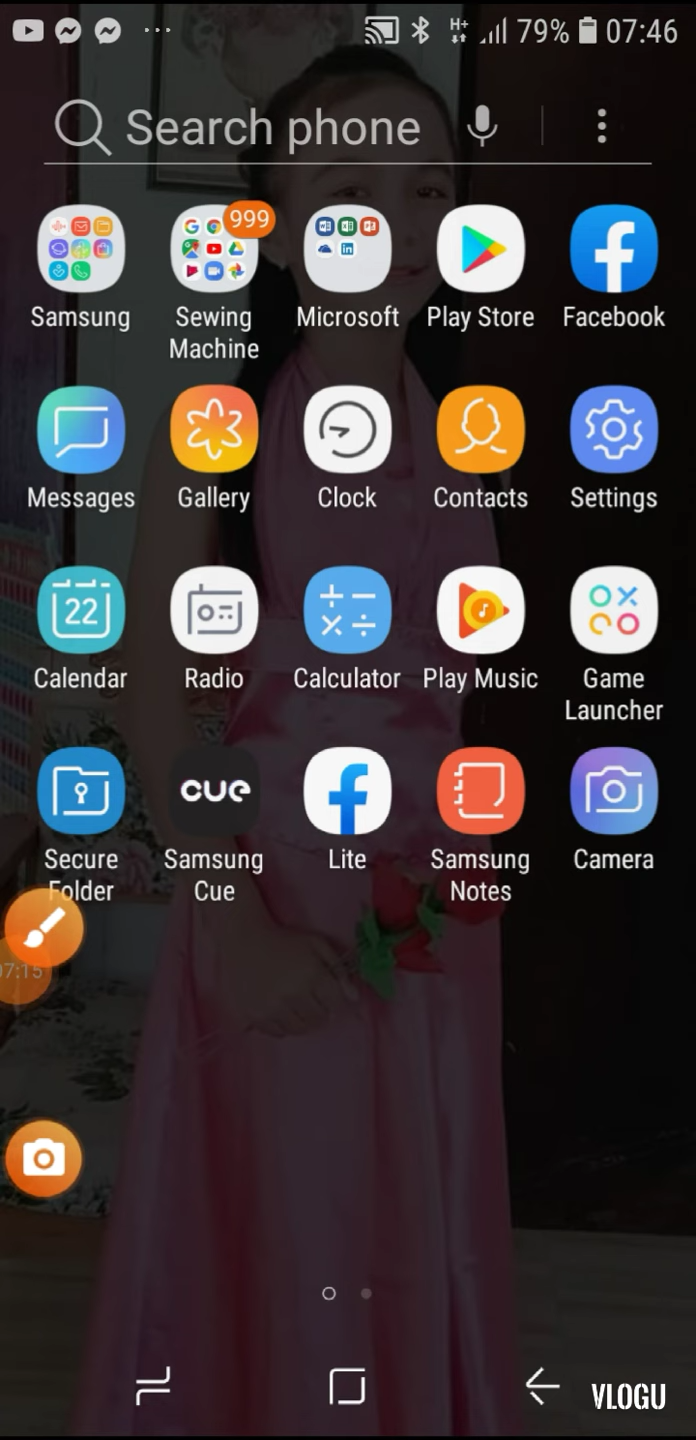 79% 07:46
Search phone
999
Samsung Sewing Machine Microsoft Play Store Facebook
Messages Gallery Clock Contacts Settings
22
Calendar Radio Calculator Play Music Game Launcher
cue
Secure Folder Samsung Cue Lite Samsung Notes Camera
07:15
VLOGU